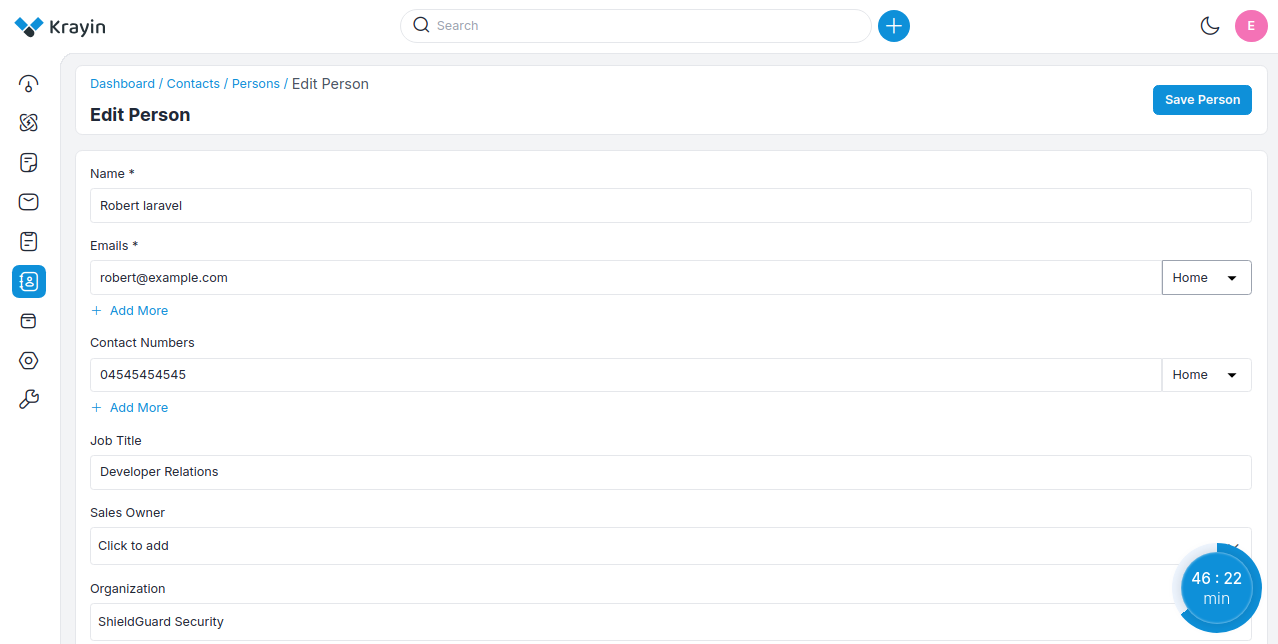 Krayin
Search
E
Dashboard / Contacts / Persons / Edit Person
Edit Person
Save Person
Name *
Robert laravel
Emails *
robert@example.com
Home
+ Add More
Contact Numbers
04545454545
Home
+ Add More
Job Title
Developer Relations
Sales Owner
Click to add
Organization
ShieldGuard Security
46 : 22
min